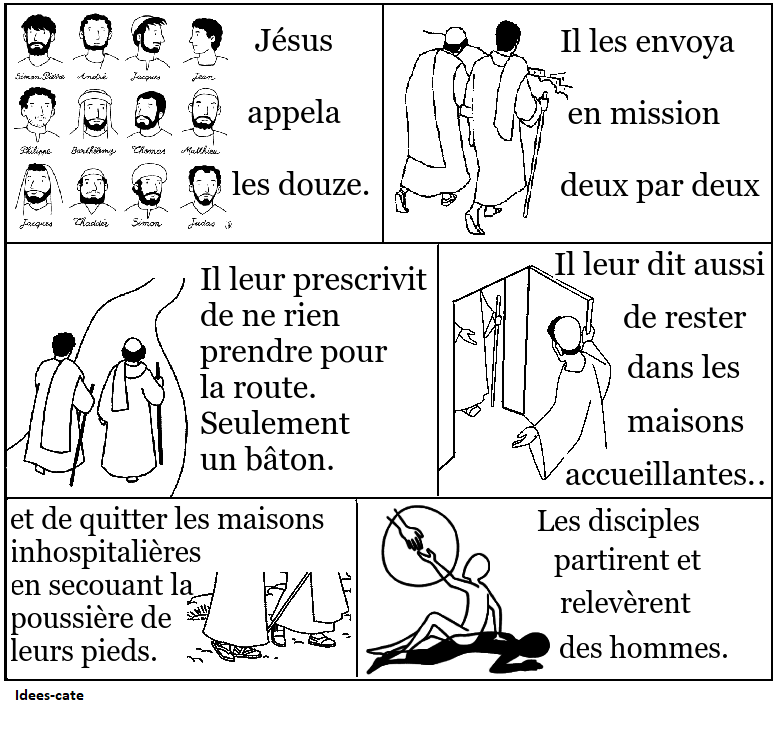 Jésus
appela
les douze.
Simon Pierre André Jacques Jean
Philippe Barthélemy Thomas Matthieu
Jacques Thaddée Simon Judas
Il les envoya
en mission
deux par deux
Il leur prescrivit
de ne rien
prendre pour
la route.
Seulement
un bâton.
Il leur dit aussi
de rester
dans les
maisons
accueillantes..
et de quitter les maisons
inhospitalières
en secouant la
poussière de
leurs pieds.
Les disciples
partirent et
relevèrent
des hommes.
Idees-cate